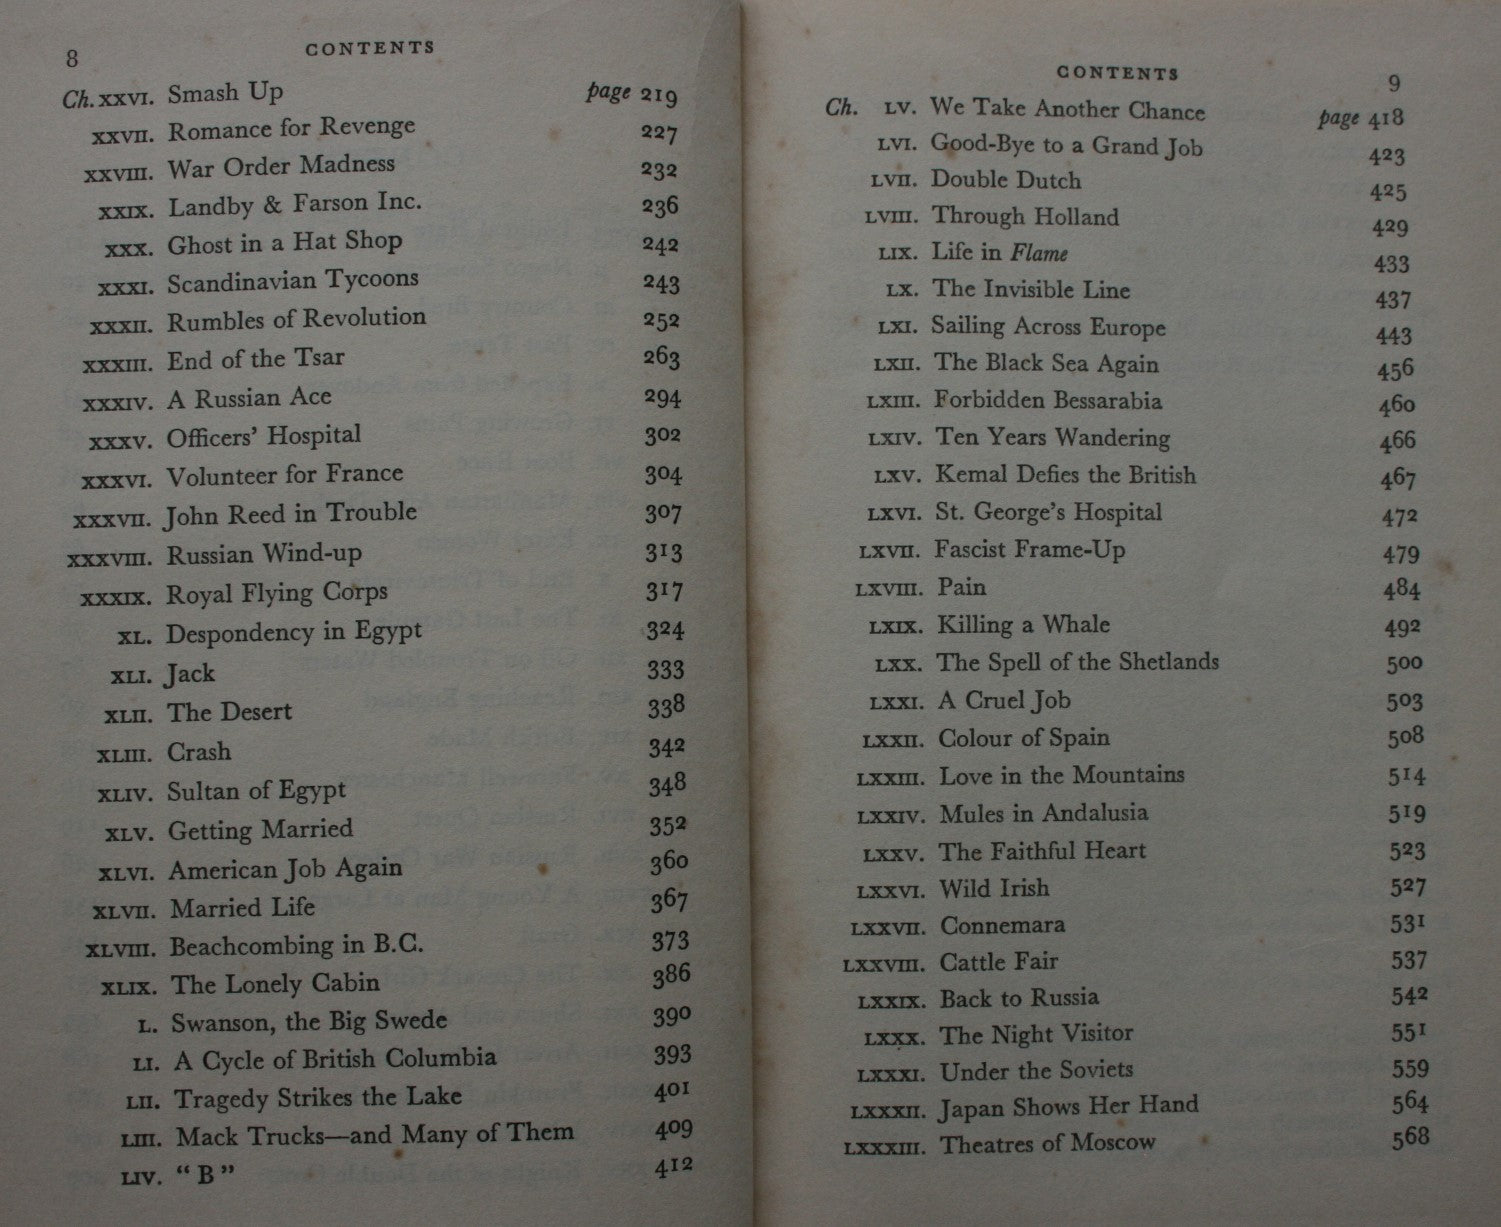 8 CONTENTS
Ch. XXVI. Smash Up page 219
XXVII. Romance for Revenge 227
XXVIII. War Order Madness 232
XXIX. Landby & Farson Inc. 236
XXX. Ghost in a Hat Shop 242
XXXI. Scandinavian Tycoons 243
XXXII. Rumbles of Revolution 252
XXXIII. End of the Tsar 263
XXXIV. A Russian Ace 294
XXXV. Officers' Hospital 302
XXXVI. Volunteer for France 304
XXXVII. John Reed in Trouble 307
XXXVIII. Russian Wind-up 313
XXXIX. Royal Flying Corps 317
XL. Despondency in Egypt 324
XLI. Jack 333
XLII. The Desert 338
XLIII. Crash 342
XLIV. Sultan of Egypt 348
XLV. Getting Married 352
XLVI. American Job Again 360
XLVII. Married Life 367
XLVIII. Beachcombing in B.C. 373
XLIX. The Lonely Cabin 386
L. Swanson, the Big Swede 390
LI. A Cycle of British Columbia 393
LII. Tragedy Strikes the Lake 401
LIII. Mack Trucks—and Many of Them 409
LIV. “B” 412
CONTENTS 9
Ch. LV. We Take Another Chance page 418
LVI. Good-Bye to a Grand Job 423
LVII. Double Dutch 425
LVIII. Through Holland 429
LIX. Life in Flame 433
LX. The Invisible Line 437
LXI. Sailing Across Europe 443
LXII. The Black Sea Again 456
LXIII. Forbidden Bessarabia 460
LXIV. Ten Years Wandering 466
LXV. Kemal Defies the British 467
LXVI. St. George's Hospital 472
LXVII. Fascist Frame-Up 479
LXVIII. Pain 484
LXIX. Killing a Whale 492
LXX. The Spell of the Shetlands 500
LXXI. A Cruel Job 503
LXXII. Colour of Spain 508
LXXIII. Love in the Mountains 514
LXXIV. Mules in Andalusia 519
LXXV. The Faithful Heart 523
LXXVI. Wild Irish 527
LXXVII. Connemara 531
LXXVIII. Cattle Fair 537
LXXIX. Back to Russia 542
LXXX. The Night Visitor 551
LXXXI. Under the Soviets 559
LXXXII. Japan Shows Her Hand 564
LXXXIII. Theatres of Moscow 568